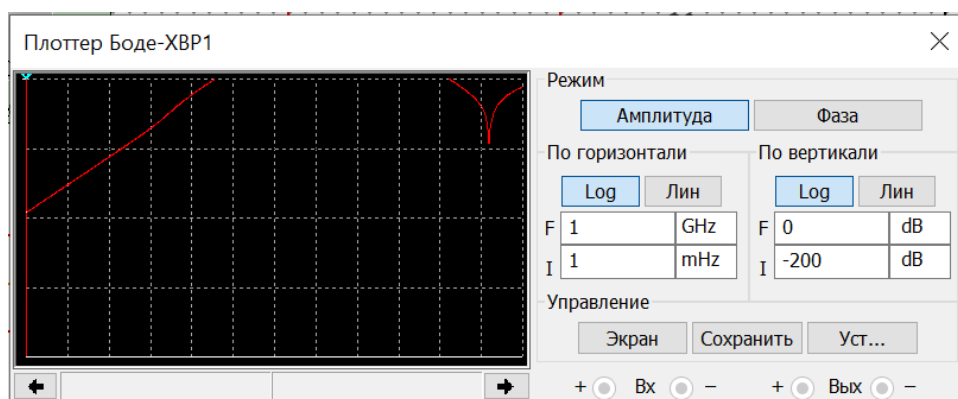 Плоттер Боде-XBP1
Режим
Амплитуда Фаза
По горизонтали По вертикали
Log Лин Log Лин
F 1 GHz F 0 dB
I 1 mHz I -200 dB
Управление
Экран Сохранить Уст...
+ Вх − + Вых −